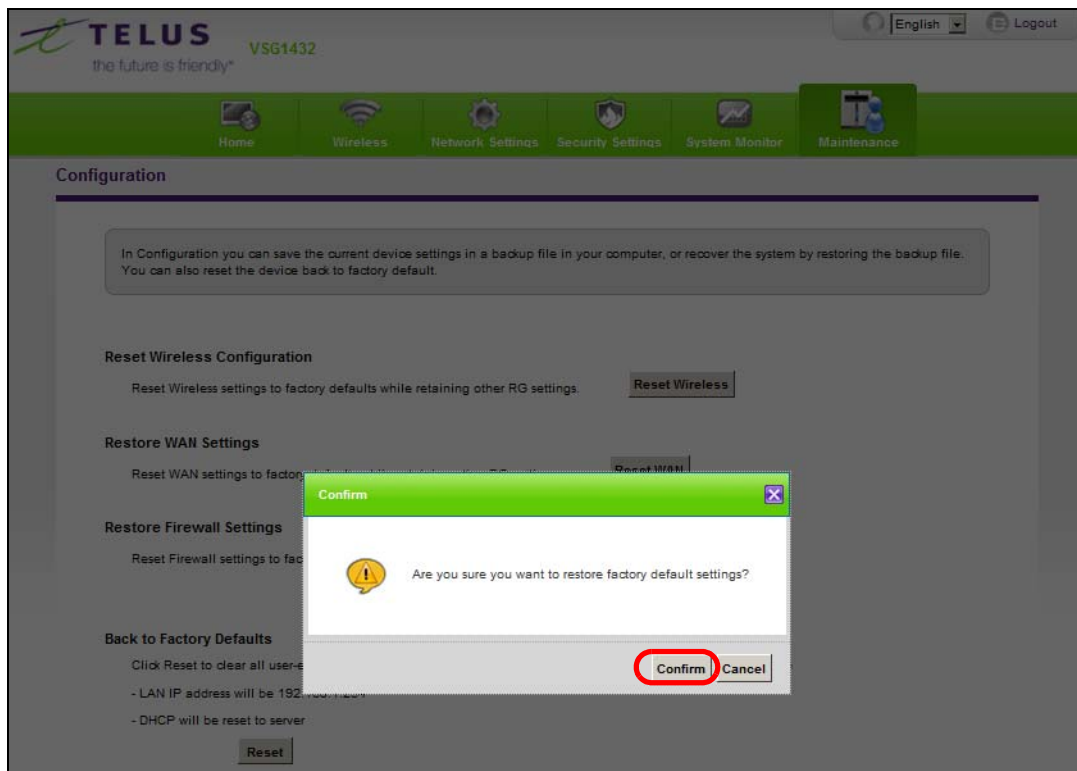 TELUS
the future is friendly®
VSG1432
English
Logout
Home
Wireless
Network Settings
Security Settings
System Monitor
Maintenance
Configuration
In Configuration you can save the current device settings in a backup file in your computer, or recover the system by restoring the backup file.
You can also reset the device back to factory default.
Reset Wireless Configuration
Reset Wireless settings to factory defaults while retaining other RG settings.
Reset Wireless
Restore WAN Settings
Reset WAN settings to factory
Reset WAN
Restore Firewall Settings
Reset Firewall settings to fac
Confirm
Are you sure you want to restore factory default settings?
Confirm
Cancel
Back to Factory Defaults
Click Reset to clear all user-e
- LAN IP address will be 192.
- DHCP will be reset to server
Reset